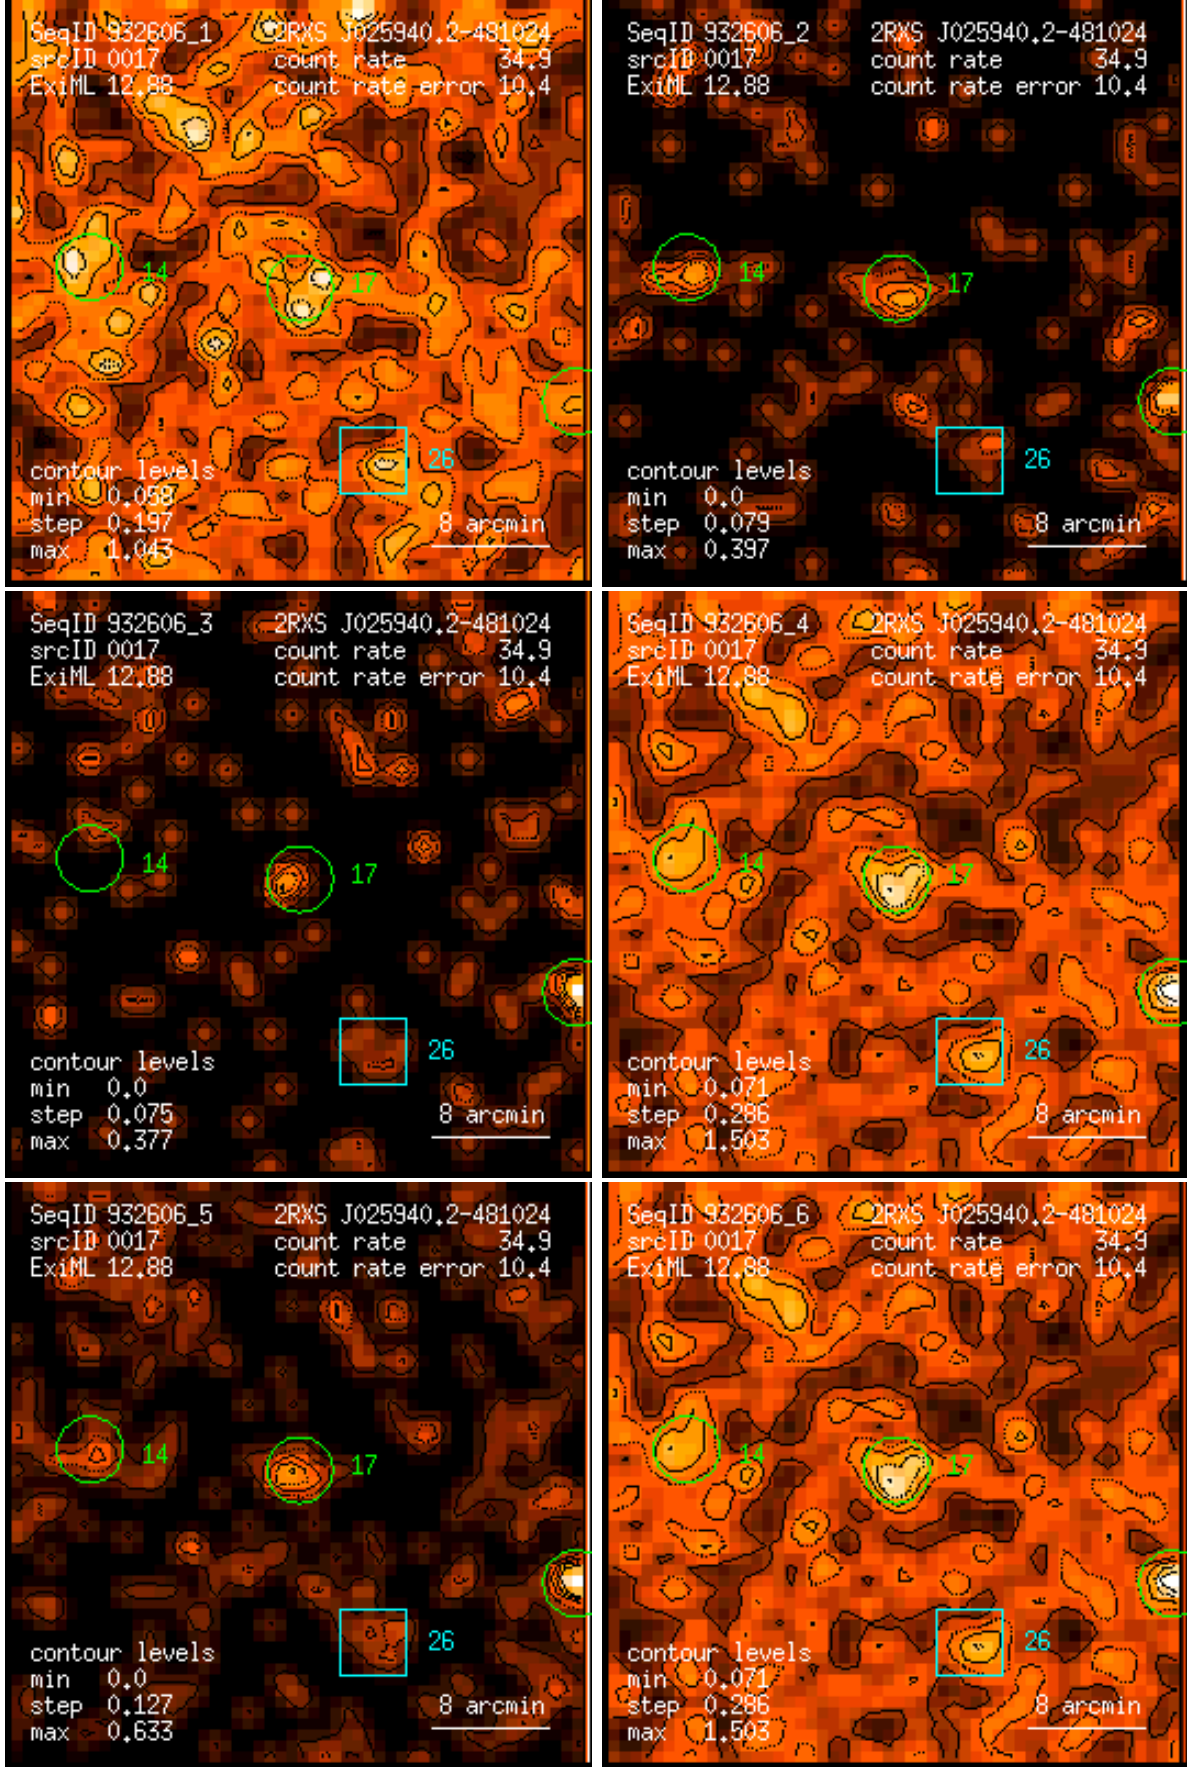 SeqID 932606_1 2RXS J025940.2-481024
srcID 0017 count rate 34.9
ExiML 12.88 count rate error 10.4
14
17
26
contour levels
min 0.058
step 0.197
max 1.043
8 arcmin
SeqID 932606_2 2RXS J025940.2-481024
srcID 0017 count rate 34.9
ExiML 12.88 count rate error 10.4
14
17
26
contour levels
min 0.0
step 0.079
max 0.397
8 arcmin
SeqID 932606_3 2RXS J025940.2-481024
srcID 0017 count rate 34.9
ExiML 12.88 count rate error 10.4
14
17
26
contour levels
min 0.0
step 0.075
max 0.377
8 arcmin
SeqID 932606_4 2RXS J025940.2-481024
srcID 0017 count rate 34.9
ExiML 12.88 count rate error 10.4
14
17
26
contour levels
min 0.071
step 0.286
max 1.503
8 arcmin
SeqID 932606_5 2RXS J025940.2-481024
srcID 0017 count rate 34.9
ExiML 12.88 count rate error 10.4
14
17
26
contour levels
min 0.0
step 0.127
max 0.633
8 arcmin
SeqID 932606_6 2RXS J025940.2-481024
srcID 0017 count rate 34.9
ExiML 12.88 count rate error 10.4
14
17
26
contour levels
min 0.071
step 0.286
max 1.503
8 arcmin